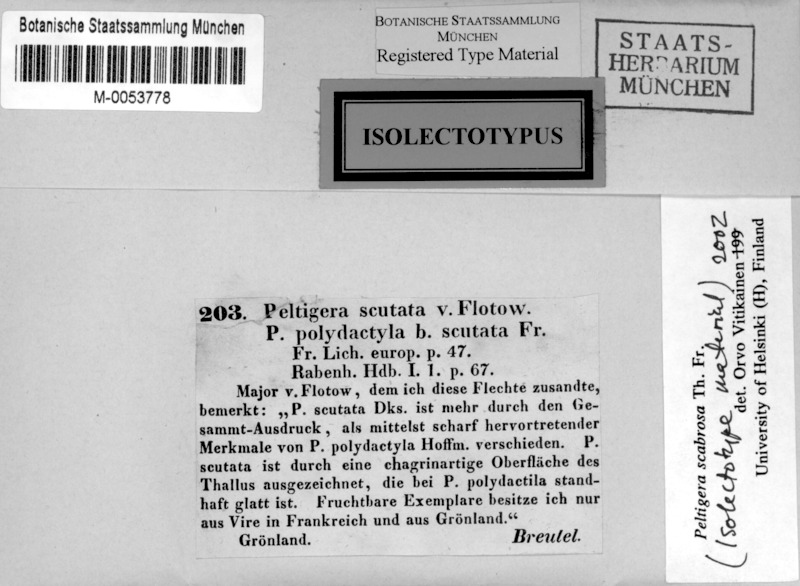 Botanische Staatssammlung München
M-0053778
BOTANISCHE STAATSSAMMLUNG
MÜNCHEN
Registered Type Material
STAATS-
HERBARIUM
MÜNCHEN
ISOLECTOTYPUS
203. Peltigera scutata v. Flotow.
P. polydactyla b. scutata Fr.
Fr. Lich. europ. p. 47.
Rabenh. Hdb. I. 1. p. 67.
Major v. Flotow, dem ich diese Flechte zusandte,
bemerkt: „P. scutata Dks. ist mehr durch den Ge-
sammt-Ausdruck, als mittelst scharf hervortretender
Merkmale von P. polydactyla Hoffm. verschieden. P.
scutata ist durch eine chagrinartige Oberfläche des
Thallus ausgezeichnet, die bei P. polydactila stand-
haft glatt ist. Fruchtbare Exemplare besitze ich nur
aus Vire in Frankreich und aus Grönland.“
Grönland. Breutel.
Peltigera scabrosa Th. Fr.
(Isolectotype material) 2002
det. Orvo Vitikainen 199
University of Helsinki (H), Finland